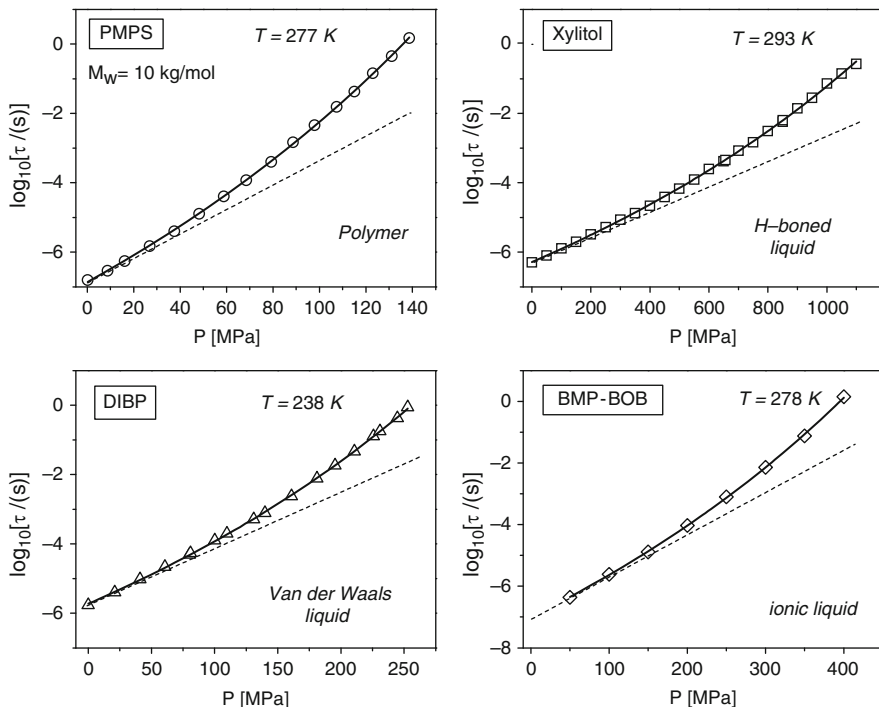 PMPS
T = 277 K
M_W= 10 kg/mol
Polymer
log₁₀[τ /(s)]
0
−2
−4
−6
0 20 40 60 80 100 120 140
P [MPa]
Xylitol
T = 293 K
H–boned
liquid
log₁₀[τ /(s)]
0
−2
−4
−6
0 200 400 600 800 1000
P [MPa]
DIBP
T = 238 K
Van der Waals
liquid
log₁₀[τ /(s)]
0
−2
−4
−6
0 50 100 150 200 250
P [MPa]
BMP-BOB
T = 278 K
ionic liquid
log₁₀[τ /(s)]
0
−2
−4
−6
−8
0 100 200 300 400
P [MPa]